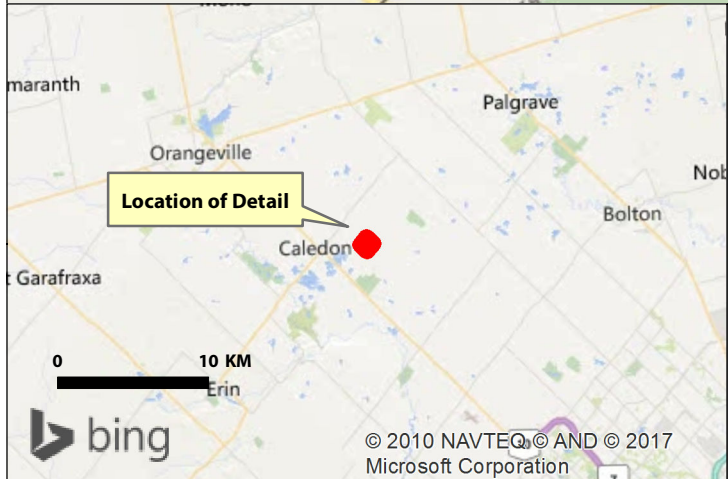 maranth
Palgrave
Orangeville
Nob
Location of Detail
Bolton
Caledon
t Garafraxa
0 10 KM
Erin
bing
© 2010 NAVTEQ © AND © 2017
Microsoft Corporation
7